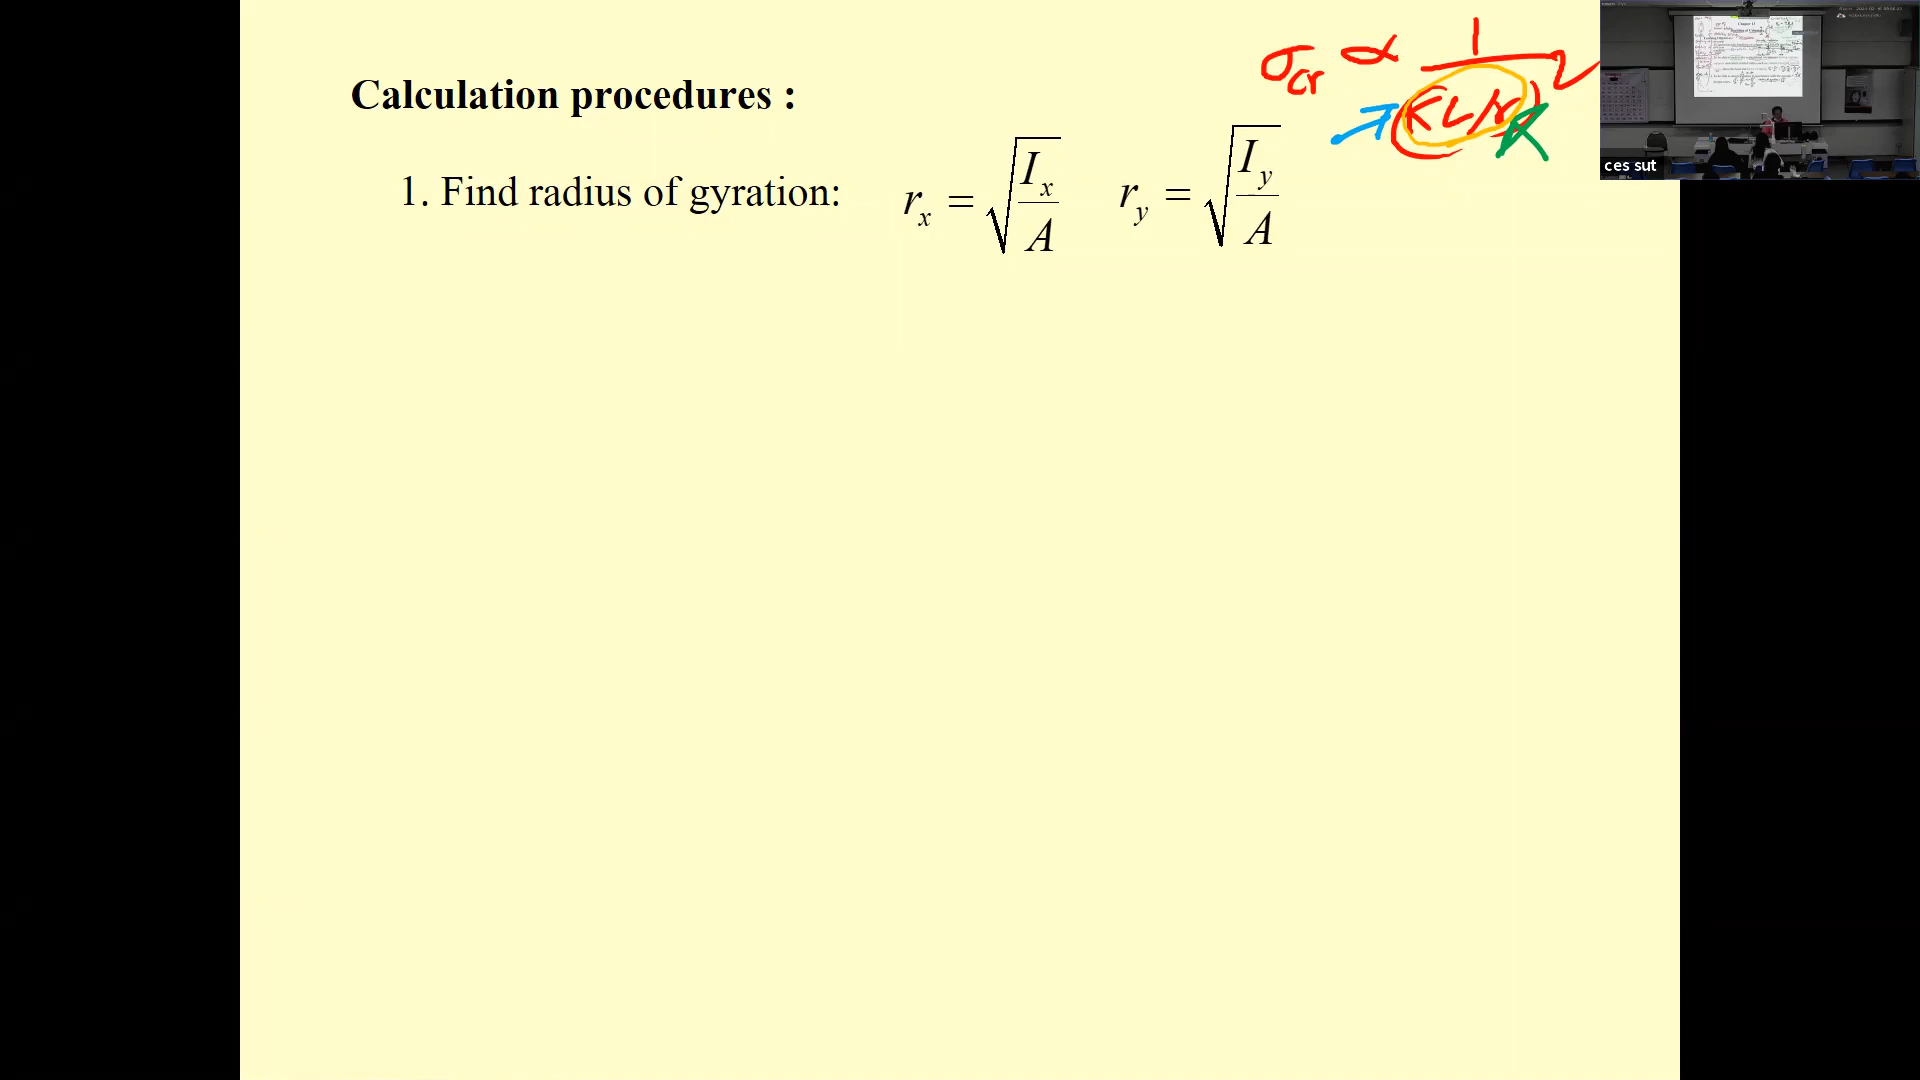 σcr ∝ 1
(KL/r)2
Calculation procedures :
1. Find radius of gyration: rx = √Ix/A ry = √Iy/A
ces sut